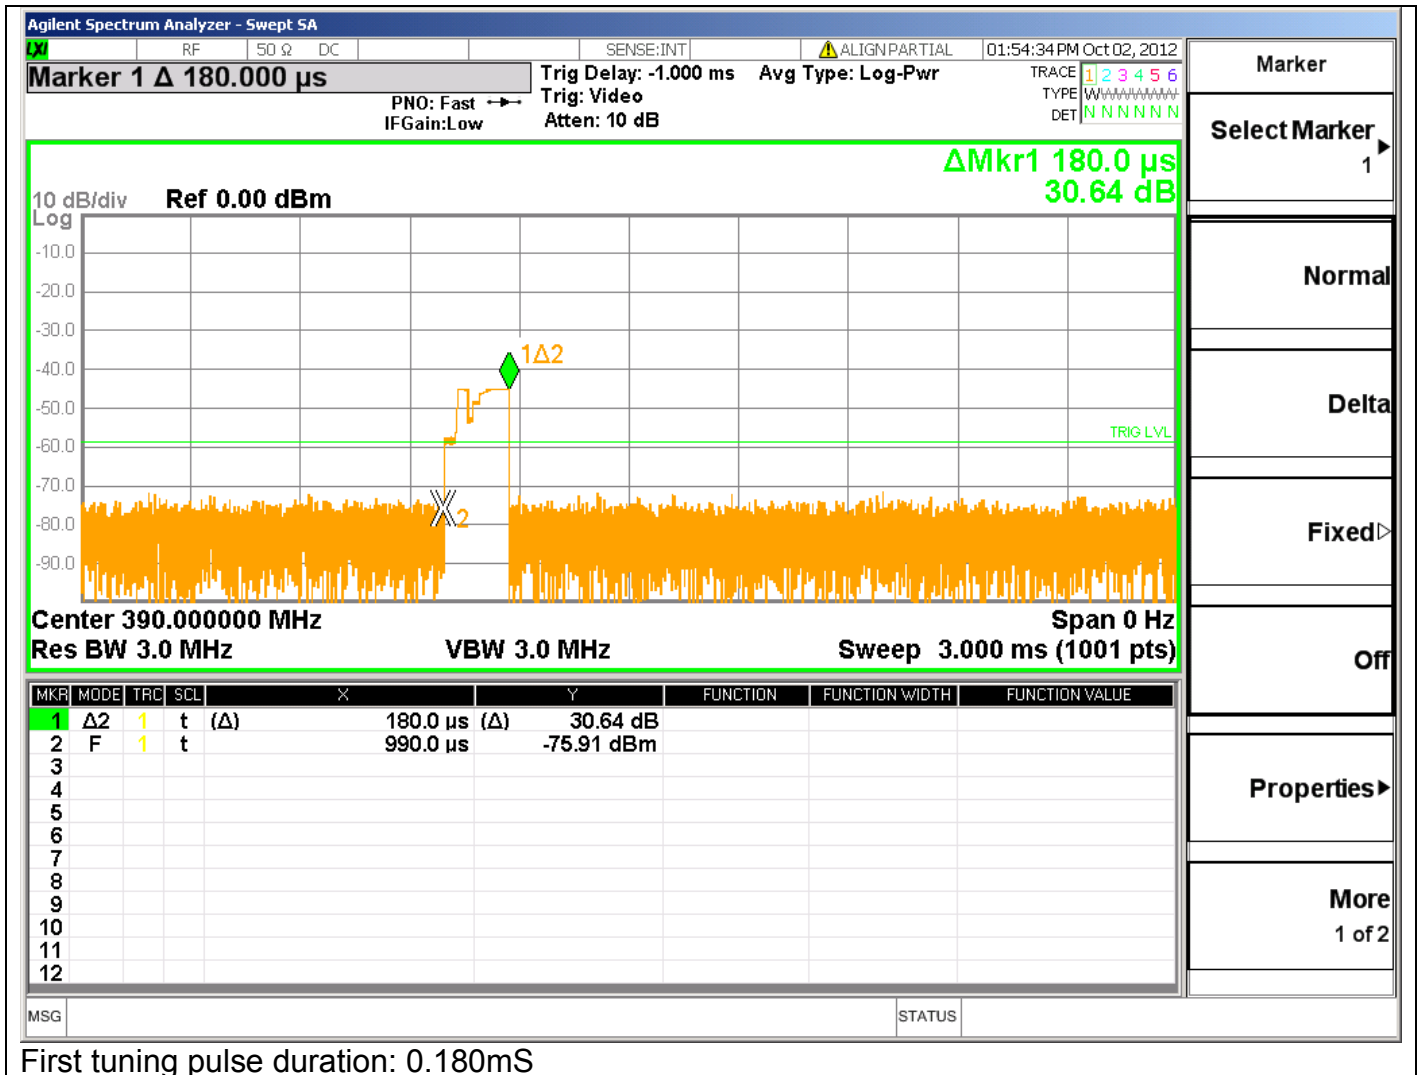 Agilent Spectrum Analyzer - Swept SA
LXI RF 50 Ω DC SENSE:INT ALIGN PARTIAL 01:54:34 PM Oct 02, 2012
Marker 1 Δ 180.000 µs
PNO: Fast
IFGain:Low
Trig Delay: -1.000 ms
Trig: Video
Atten: 10 dB
Avg Type: Log-Pwr
TRACE 1 2 3 4 5 6
TYPE W
DET N N N N N N
ΔMkr1 180.0 µs
30.64 dB
10 dB/div Ref 0.00 dBm
Log
-10.0
-20.0
-30.0
-40.0
-50.0
-60.0
-70.0
-80.0
-90.0
1Δ2
TRIG LVL
2
Center 390.000000 MHz Span 0 Hz
Res BW 3.0 MHz VBW 3.0 MHz Sweep 3.000 ms (1001 pts)
MKR MODE TRC SCL X Y FUNCTION FUNCTION WIDTH FUNCTION VALUE
1 Δ2 1 t (Δ) 180.0 µs (Δ) 30.64 dB
2 F 1 t 990.0 µs -75.91 dBm
3
4
5
6
7
8
9
10
11
12
MSG STATUS
Marker
Select Marker
1
Normal
Delta
Fixed
Off
Properties
More
1 of 2
First tuning pulse duration: 0.180mS